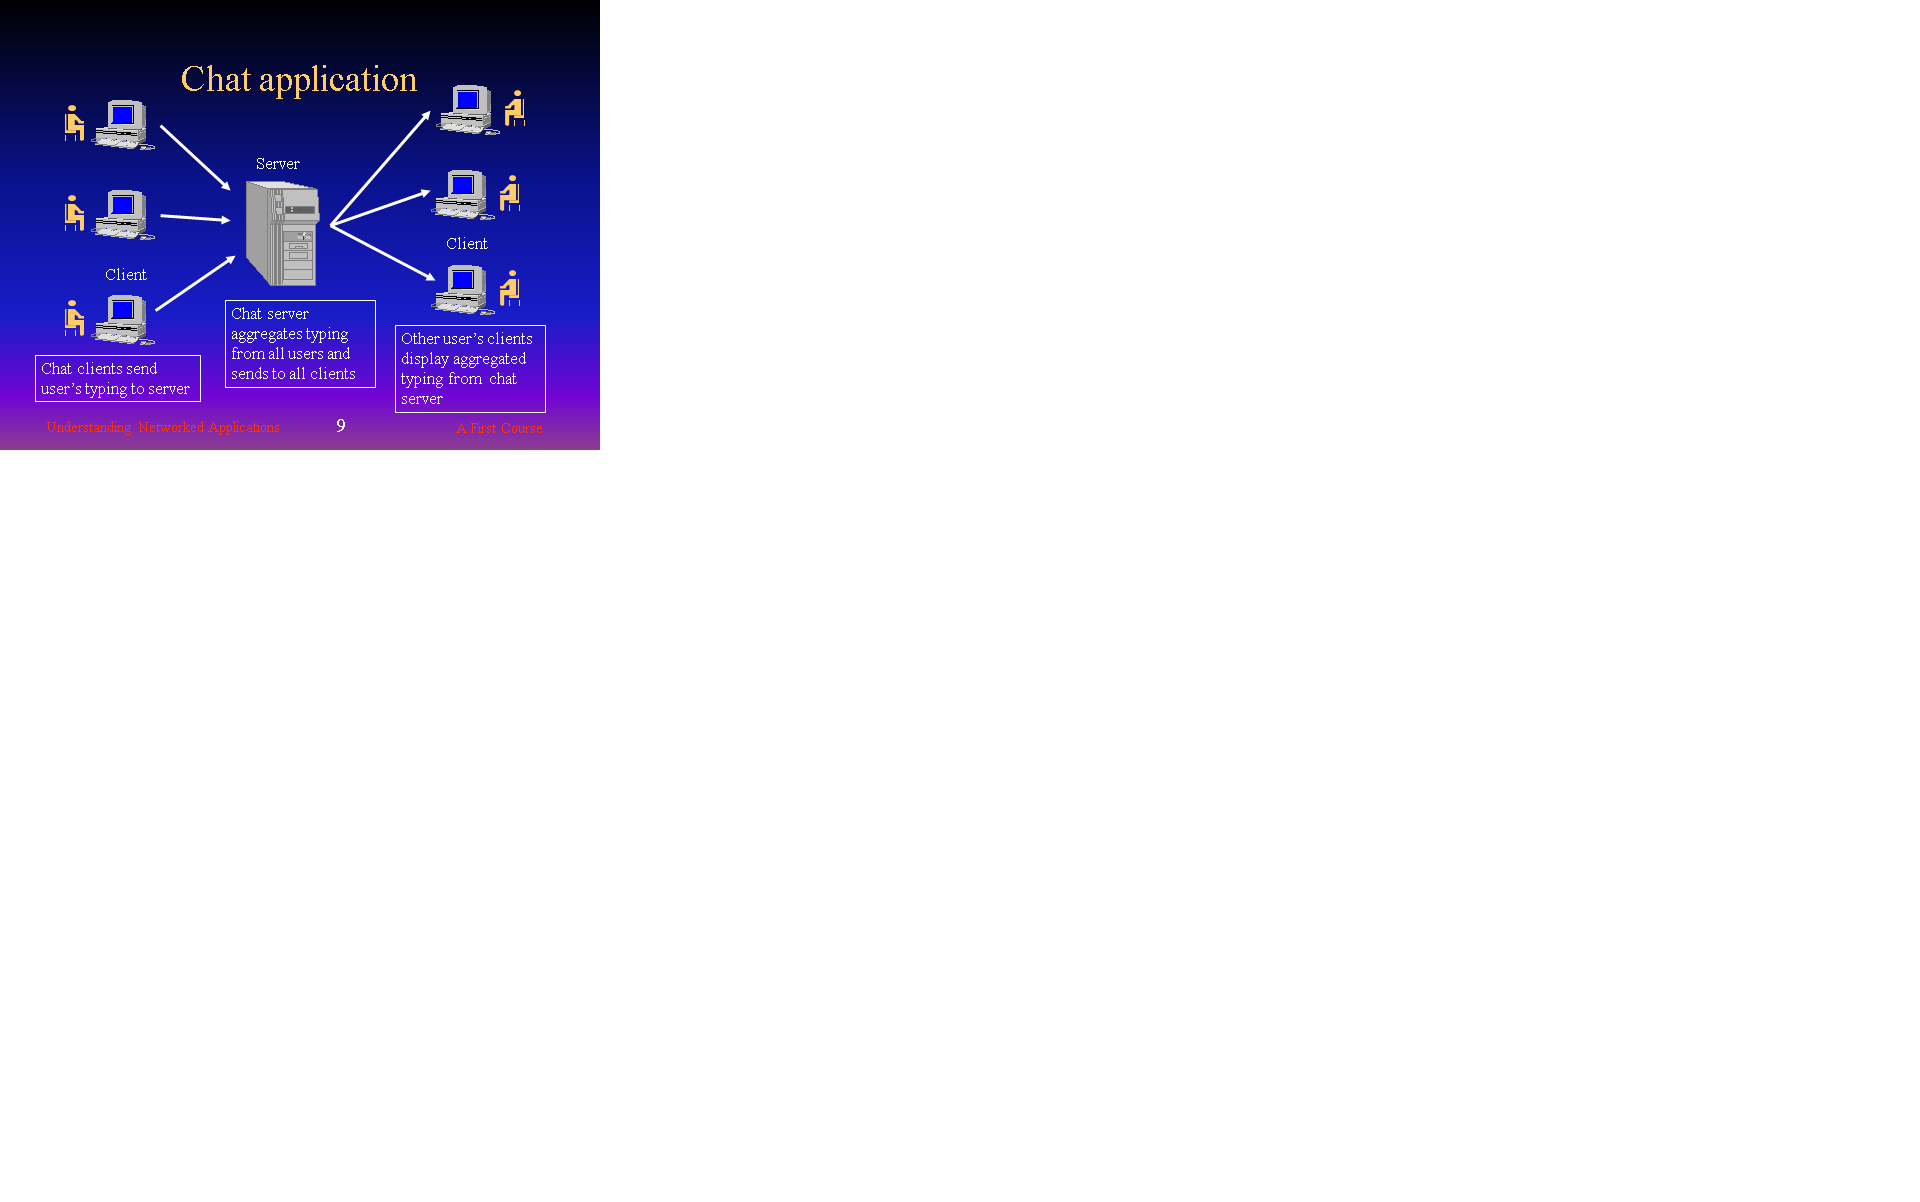 Chat application
Server
Client
Client
Chat clients send
user's typing to server
Chat server
aggregates typing
from all users and
sends to all clients
Other user's clients
display aggregated
typing from chat
server
Understanding Networked Applications
9
A First Course